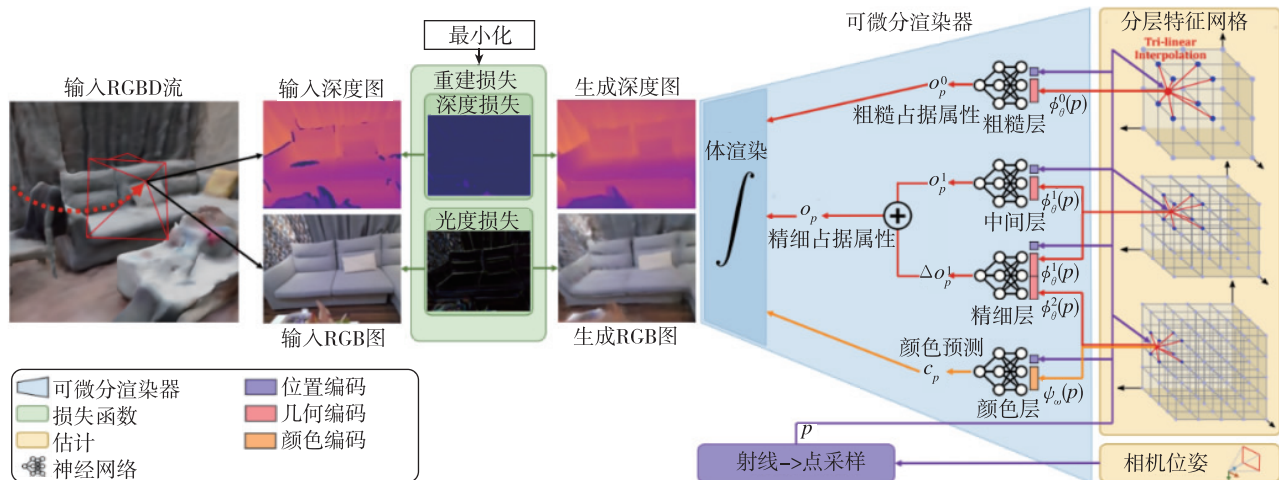 最小化
输入RGBD流
输入深度图
重建损失
深度损失
生成深度图
光度损失
输入RGB图
生成RGB图
可微分渲染器
体渲染
∫
o_p^0
粗糙占据属性
粗糙层
ϕ_θ^0(p)
o_p^1
中间层
ϕ_θ^1(p)
o_p
精细占据属性
+
Δo_p^1
精细层
ϕ_θ^1(p)
ϕ_θ^2(p)
颜色预测
c_p
颜色层
ψ_ω(p)
分层特征网格
Tri-linear
Interpolation
p
射线->点采样
相机位姿
可微分渲染器
损失函数
估计
神经网络
位置编码
几何编码
颜色编码